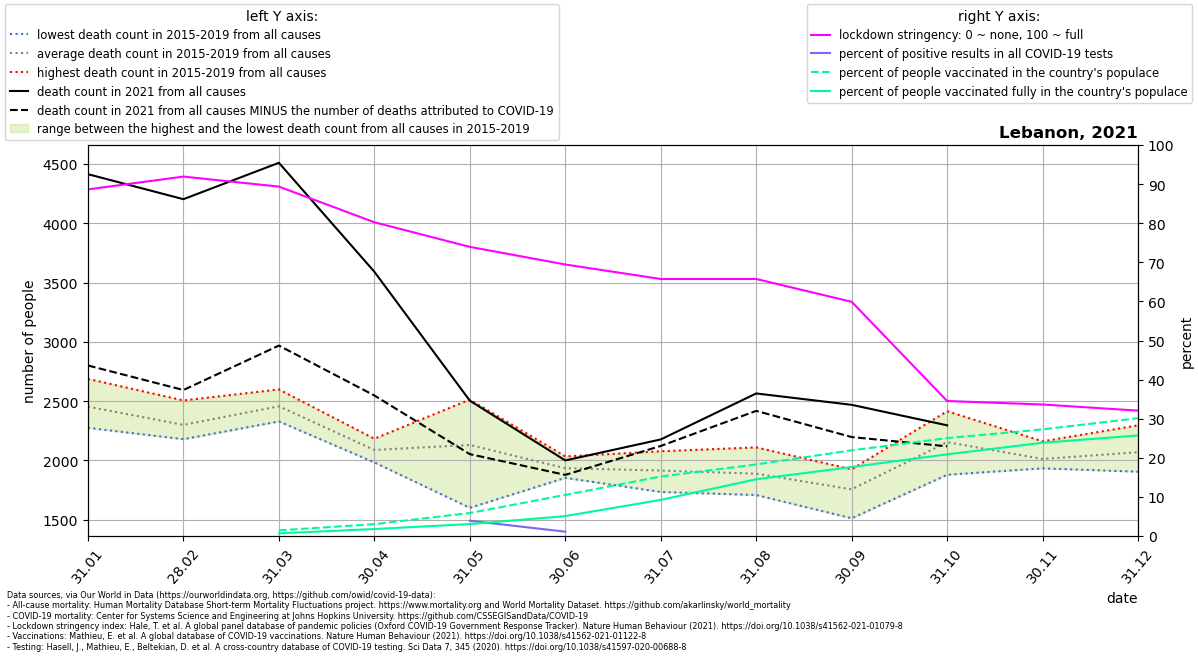 left Y axis:
lowest death count in 2015-2019 from all causes
average death count in 2015-2019 from all causes
highest death count in 2015-2019 from all causes
death count in 2021 from all causes
death count in 2021 from all causes MINUS the number of deaths attributed to COVID-19
range between the highest and the lowest death count from all causes in 2015-2019
right Y axis:
lockdown stringency: 0 ~ none, 100 ~ full
percent of positive results in all COVID-19 tests
percent of people vaccinated in the country's populace
percent of people vaccinated fully in the country's populace
Lebanon, 2021
number of people
4500
4000
3500
3000
2500
2000
1500
100
90
80
70
60
50
40
30
20
10
0
percent
31.01
28.02
31.03
30.04
31.05
30.06
31.07
31.08
30.09
31.10
30.11
31.12
date
Data sources, via Our World in Data (https://ourworldindata.org, https://github.com/owid/covid-19-data):
- All-cause mortality: Human Mortality Database Short-term Mortality Fluctuations project. https://www.mortality.org and World Mortality Dataset. https://github.com/akarlinsky/world_mortality
- COVID-19 mortality: Center for Systems Science and Engineering at Johns Hopkins University. https://github.com/CSSEGISandData/COVID-19
- Lockdown stringency index: Hale, T. et al. A global panel database of pandemic policies (Oxford COVID-19 Government Response Tracker). Nature Human Behaviour (2021). https://doi.org/10.1038/s41562-021-01079-8
- Vaccinations: Mathieu, E. et al. A global database of COVID-19 vaccinations. Nature Human Behaviour (2021). https://doi.org/10.1038/s41562-021-01122-8
- Testing: Hasell, J., Mathieu, E., Beltekian, D. et al. A cross-country database of COVID-19 testing. Sci Data 7, 345 (2020). https://doi.org/10.1038/s41597-020-00688-8